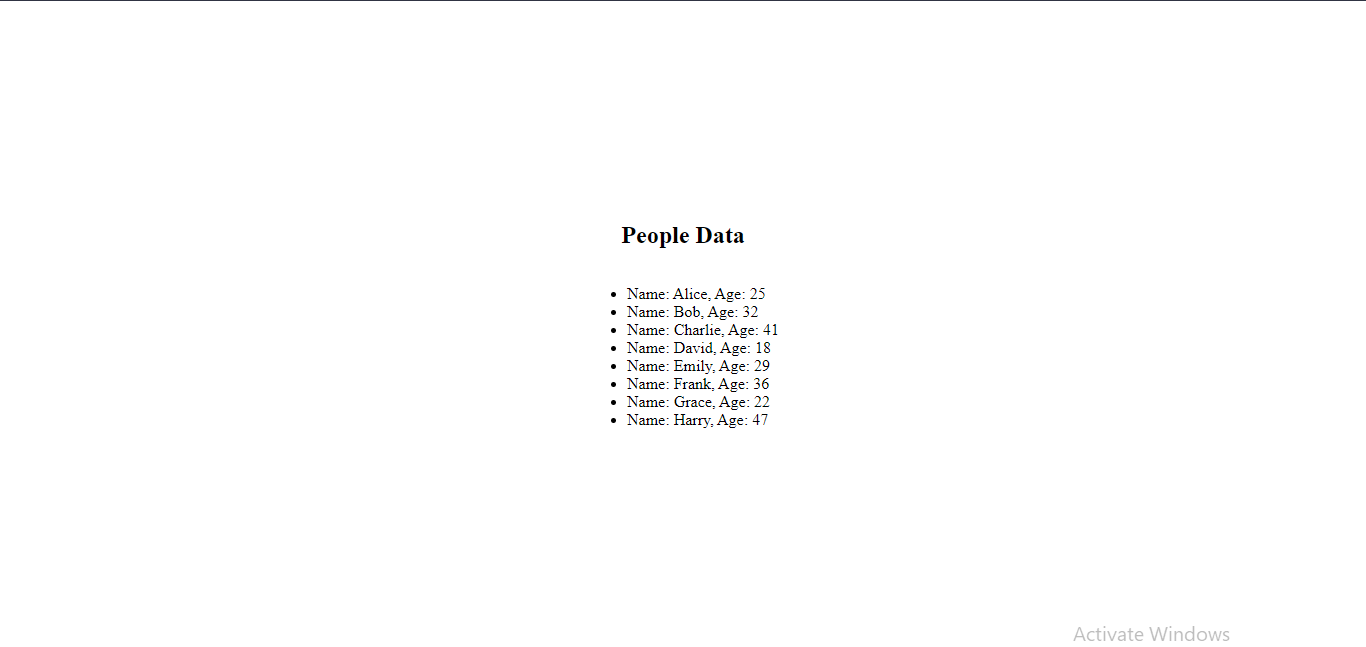 People Data
Name: Alice, Age: 25
Name: Bob, Age: 32
Name: Charlie, Age: 41
Name: David, Age: 18
Name: Emily, Age: 29
Name: Frank, Age: 36
Name: Grace, Age: 22
Name: Harry, Age: 47
Activate Windows